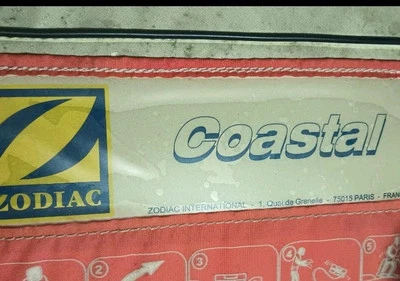 Coastal
ZODIAC
ZODIAC INTERNATIONAL - 1, Quai de Grenelle - 75015 PARIS - FRAN
2
3
4
5